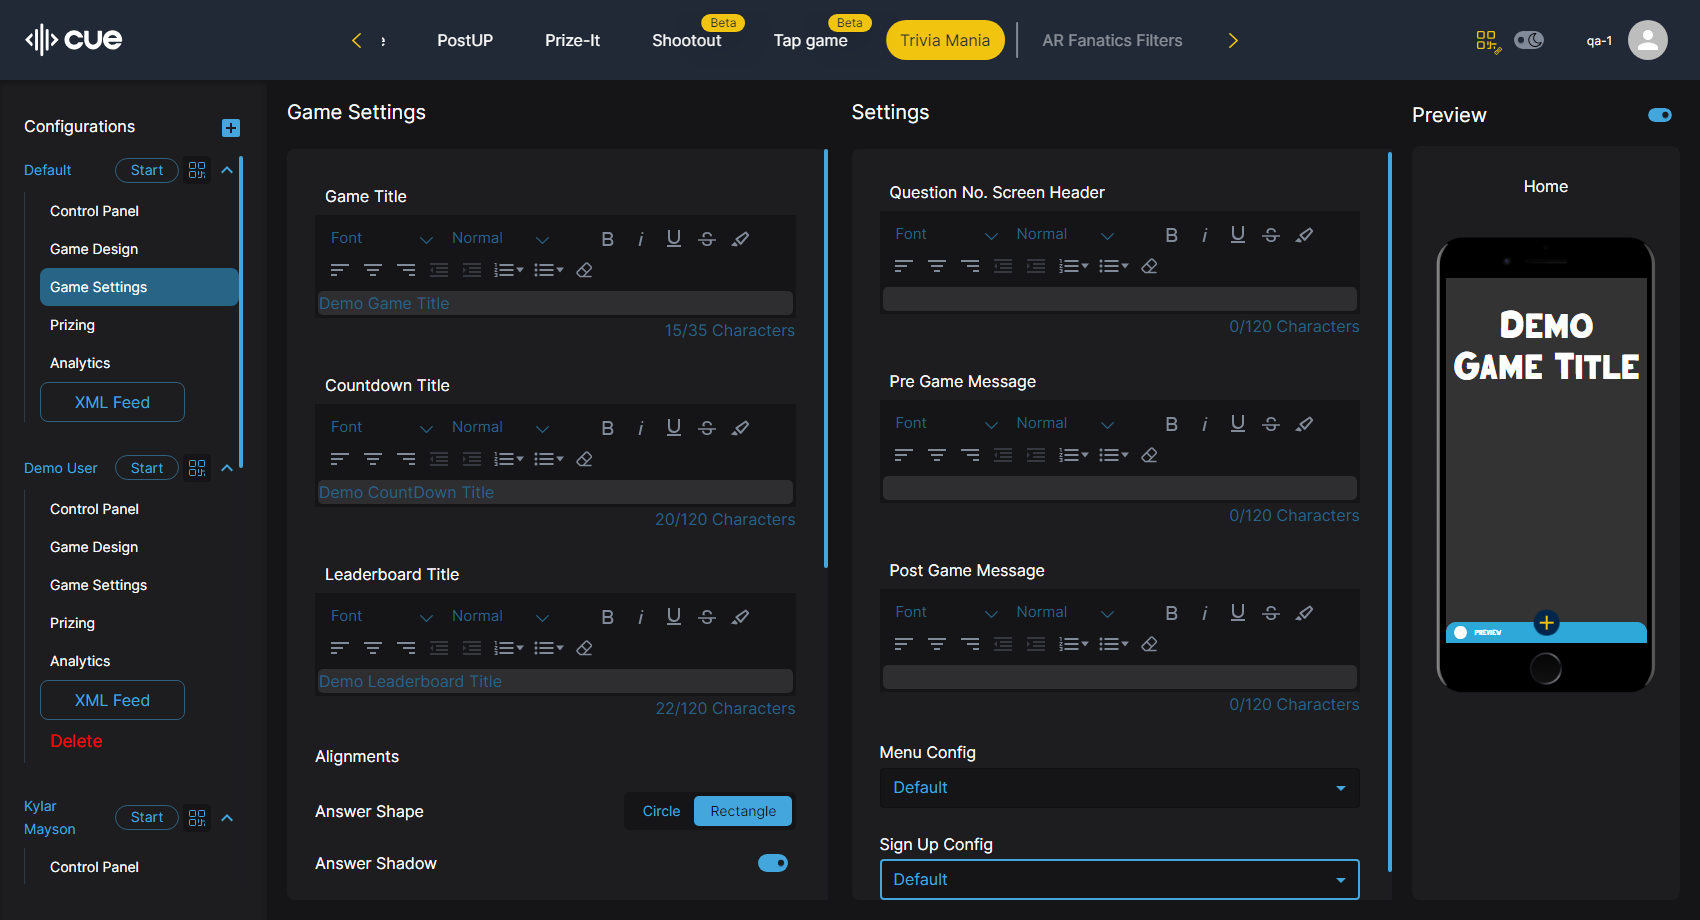 cue
PostUP
Prize-It
Beta
Shootout
Beta
Tap game
Trivia Mania
AR Fanatics Filters
qa-1
Configurations
Default
Start
Control Panel
Game Design
Game Settings
Prizing
Analytics
XML Feed
Demo User
Start
Control Panel
Game Design
Game Settings
Prizing
Analytics
XML Feed
Delete
Kylar
Mayson
Start
Control Panel
Game Settings
Game Title
Font Normal
Demo Game Title
15/35 Characters
Countdown Title
Font Normal
Demo CountDown Title
20/120 Characters
Leaderboard Title
Font Normal
Demo Leaderboard Title
22/120 Characters
Alignments
Answer Shape
Circle Rectangle
Answer Shadow
Settings
Question No. Screen Header
Font Normal
0/120 Characters
Pre Game Message
Font Normal
0/120 Characters
Post Game Message
Font Normal
0/120 Characters
Menu Config
Default
Sign Up Config
Default
Preview
Home
Demo
Game Title
PREVIEW